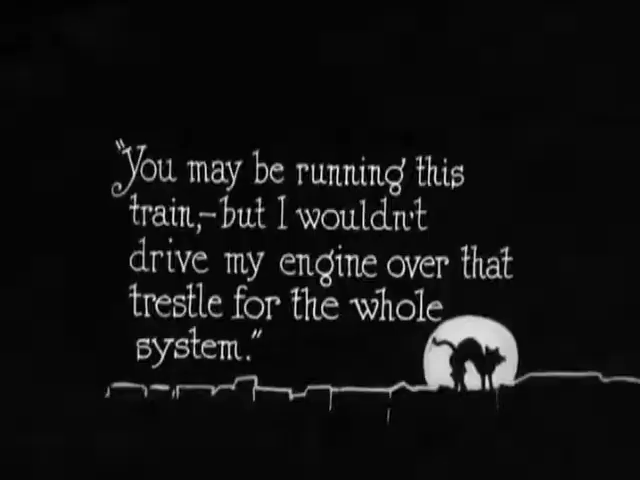 "You may be running this
train,-but I wouldn't
drive my engine over that
trestle for the whole
system."